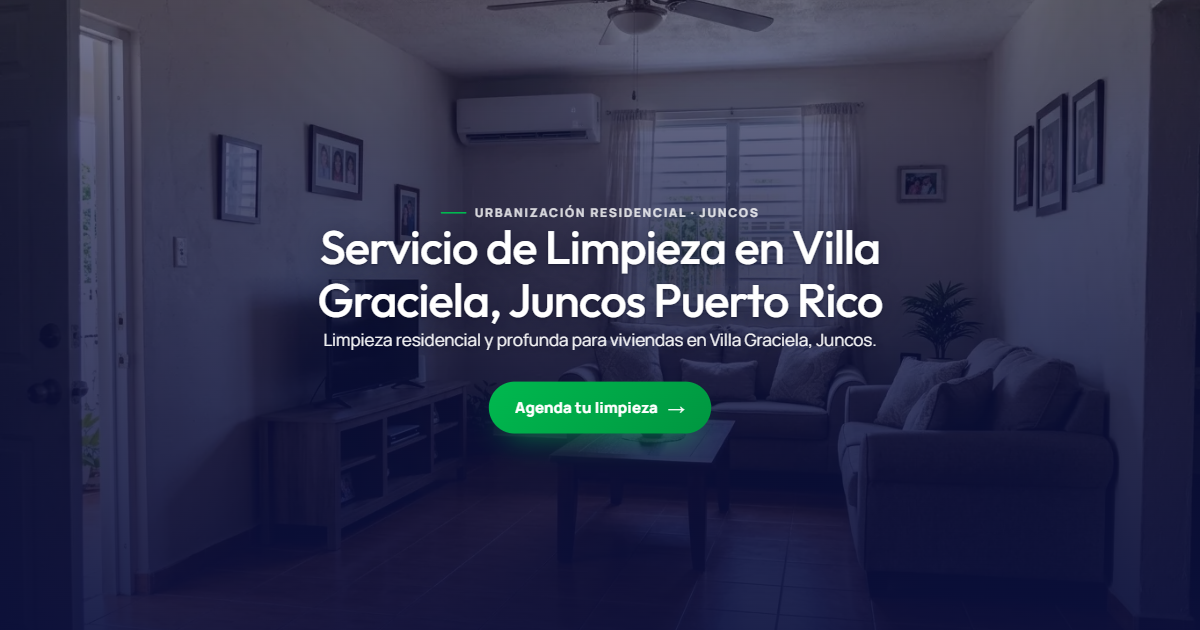 URBANIZACIÓN RESIDENCIAL · JUNCOS
Servicio de Limpieza en Villa
Graciela, Juncos Puerto Rico
Limpieza residencial y profunda para viviendas en Villa Graciela, Juncos.
Agenda tu limpieza →